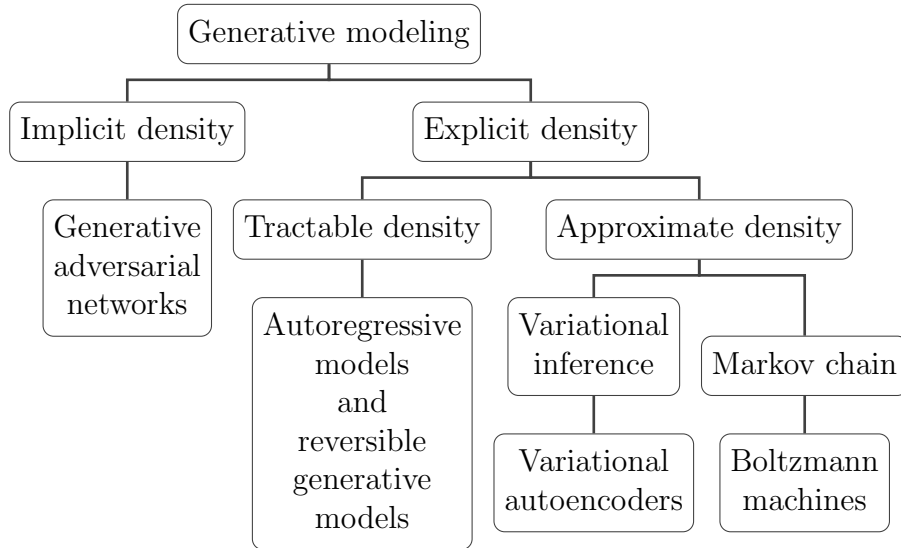 Generative modeling
Implicit density
Explicit density
Generative
adversarial
networks
Tractable density
Approximate density
Autoregressive
models
and
reversible
generative
models
Variational
inference
Markov chain
Variational
autoencoders
Boltzmann
machines